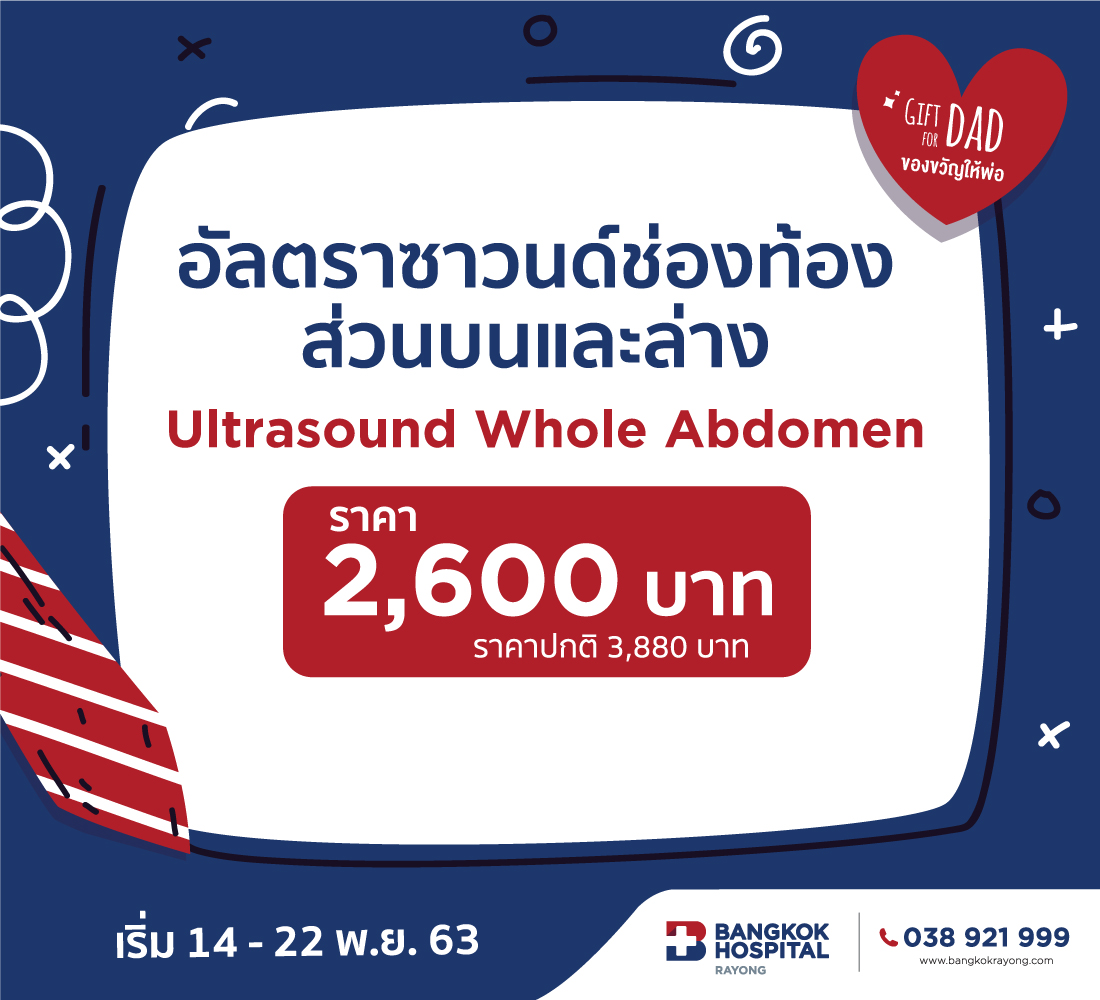 GIFT FOR DAD
ของขวัญให้พ่อ
อัลตราซาวนด์ช่องท้อง
ส่วนบนและล่าง
Ultrasound Whole Abdomen
ราคา
2,600 บาท
ราคาปกติ 3,880 บาท
เริ่ม 14 - 22 พ.ย. 63
BANGKOK
HOSPITAL
RAYONG
038 921 999
www.bangkokrayong.com